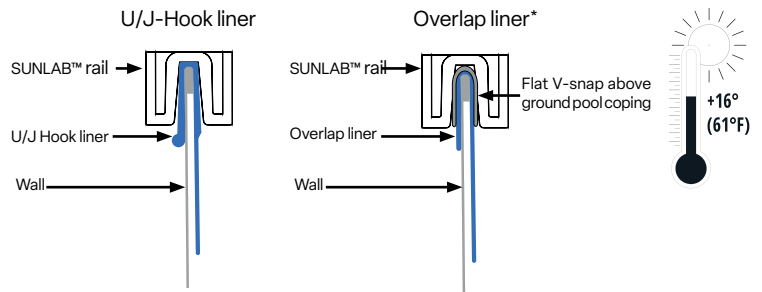 U/J-Hook liner
SUNLAB™ rail
U/J Hook liner
Wall
Overlap liner*
SUNLAB™ rail
Flat V-snap above
ground pool coping
Overlap liner
Wall
+16°
(61°F)